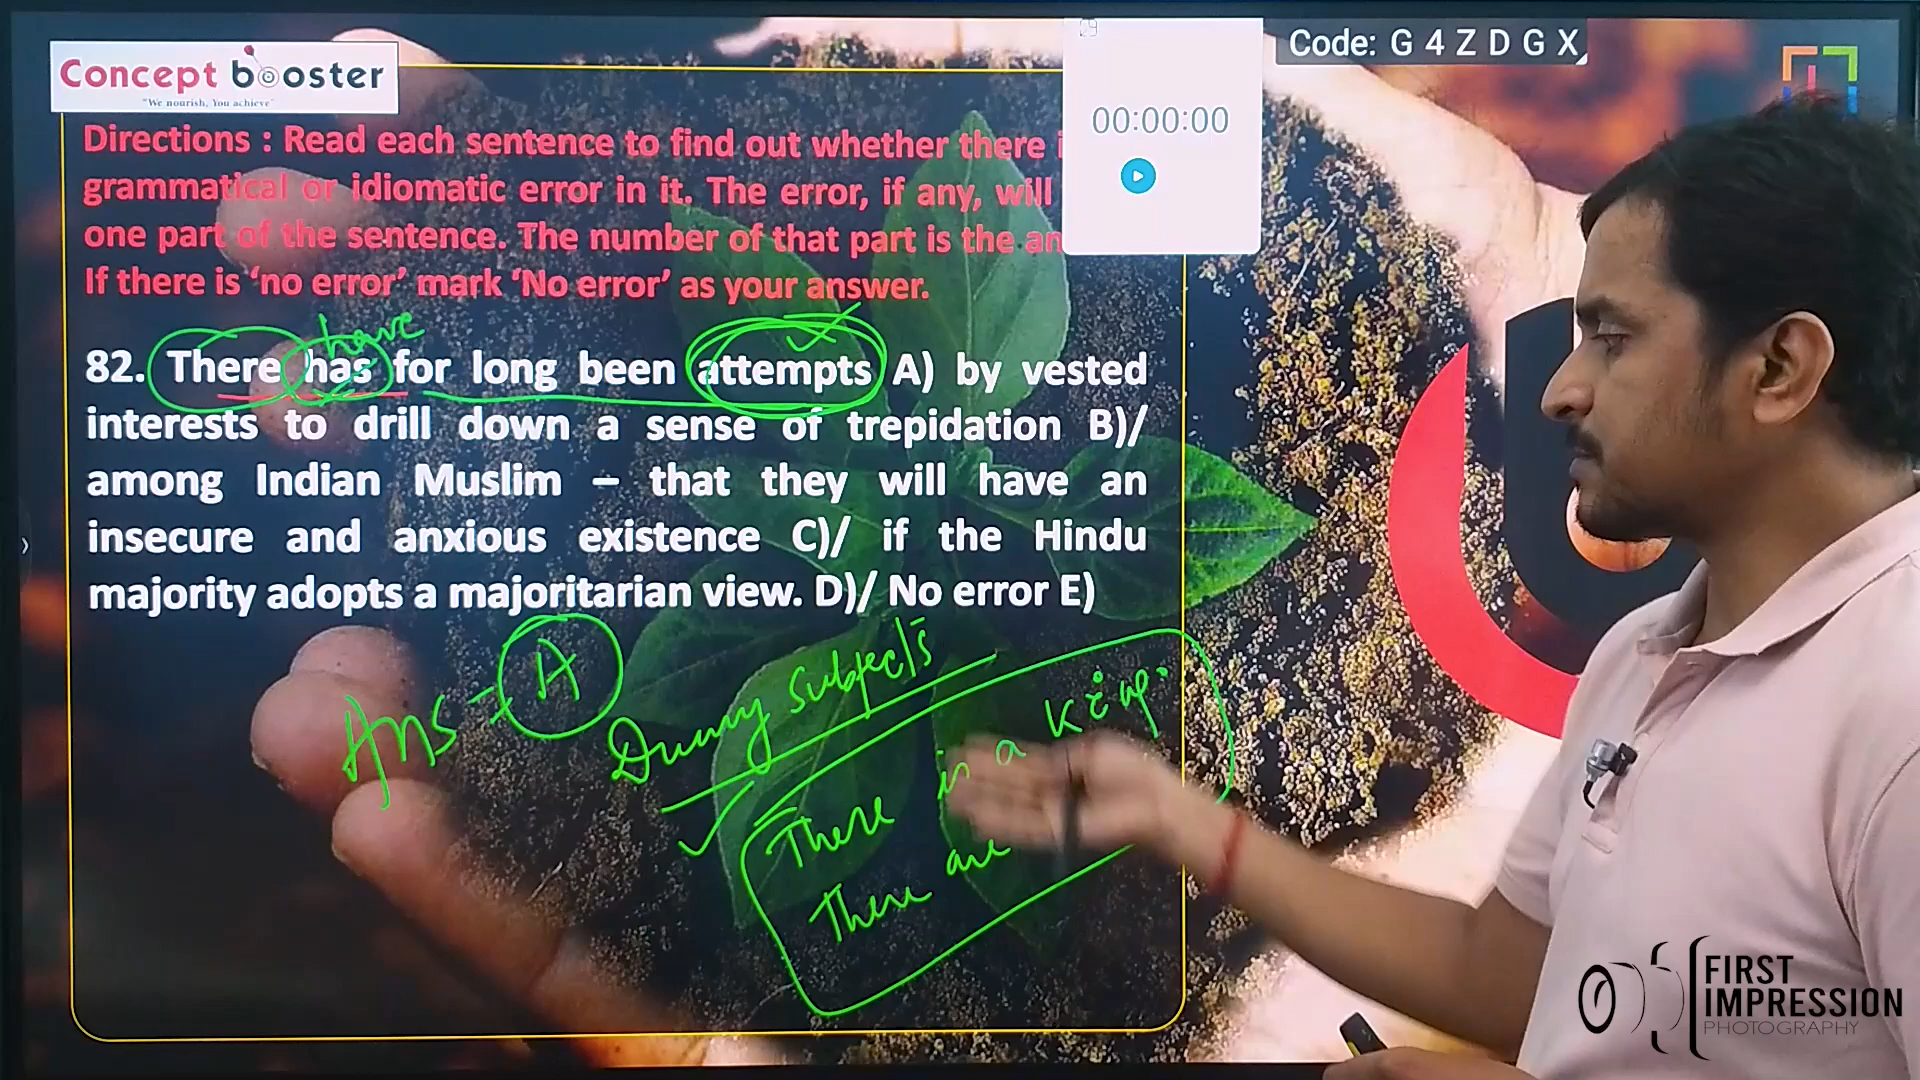 Concept booster
"We nourish, You achieve"
Code: G 4 Z D G X
00:00:00
Directions : Read each sentence to find out whether there i
grammatical or idiomatic error in it. The error, if any, will
one part of the sentence. The number of that part is the an
If there is ‘no error’ mark ‘No error’ as your answer.
have
82. There has for long been attempts A) by vested
interests to drill down a sense of trepidation B)/
among Indian Muslim – that they will have an
insecure and anxious existence C)/ if the Hindu
majority adopts a majoritarian view. D)/ No error E)
Ans = A
Dummy subjects
There is a King.
There are
FIRST
IMPRESSION
PHOTOGRAPHY